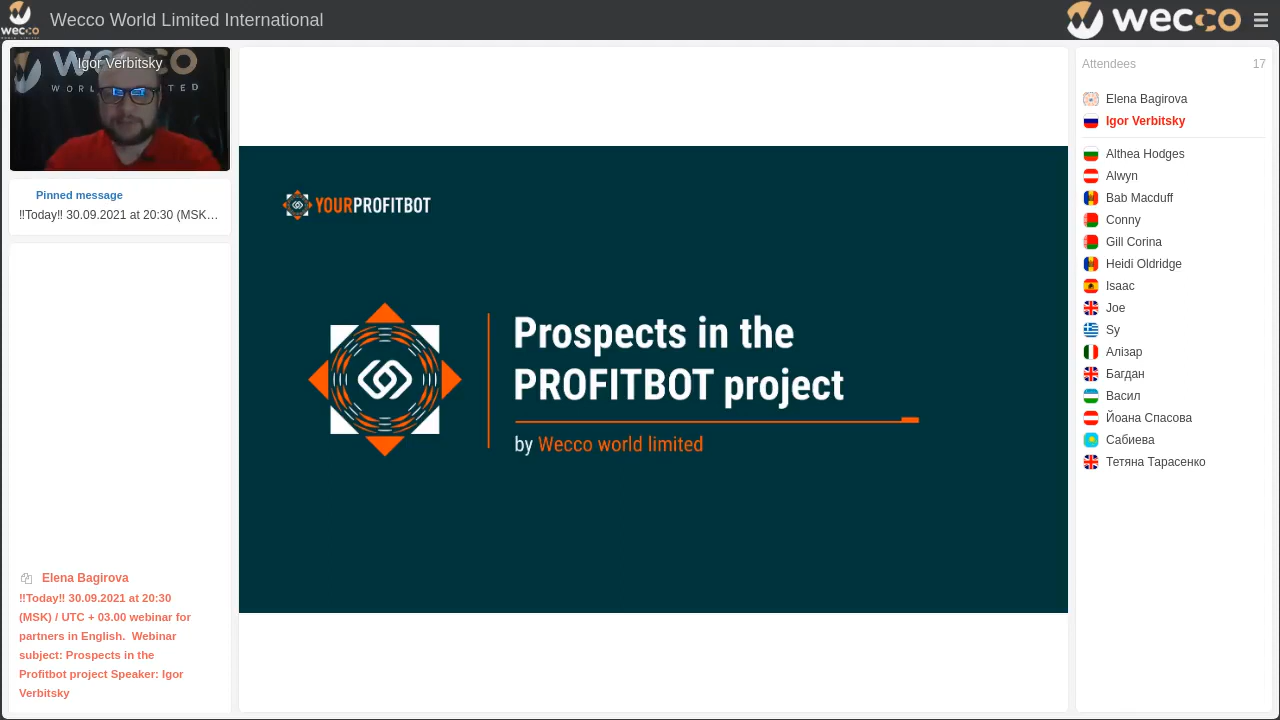 wecco
Wecco World Limited International
wecco
Igor Verbitsky
Pinned message
‼Today‼ 30.09.2021 at 20:30 (MSK…
Elena Bagirova
‼Today‼ 30.09.2021 at 20:30
(MSK) / UTC + 03.00 webinar for
partners in English.  Webinar
subject: Prospects in the
Profitbot project Speaker: Igor
Verbitsky
YOURPROFITBOT
Prospects in the
PROFITBOT project
by Wecco world limited
Attendees 17
Elena Bagirova
Igor Verbitsky
Althea Hodges
Alwyn
Bab Macduff
Conny
Gill Corina
Heidi Oldridge
Isaac
Joe
Sy
Алізар
Багдан
Васил
Йоана Спасова
Сабиева
Тетяна Тарасенко